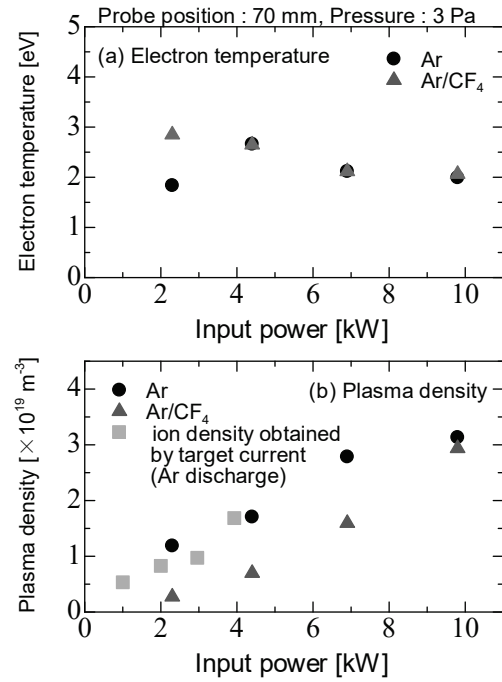 Probe position : 70 mm, Pressure : 3 Pa
Electron temperature [eV]
5
4
3
2
1
0
(a) Electron temperature
Ar
Ar/CF₄
0 2 4 6 8 10
Input power [kW]
Plasma density [×10¹⁹ m⁻³]
4
3
2
1
0
Ar
Ar/CF₄
ion density obtained
by target current
(Ar discharge)
(b) Plasma density
0 2 4 6 8 10
Input power [kW]